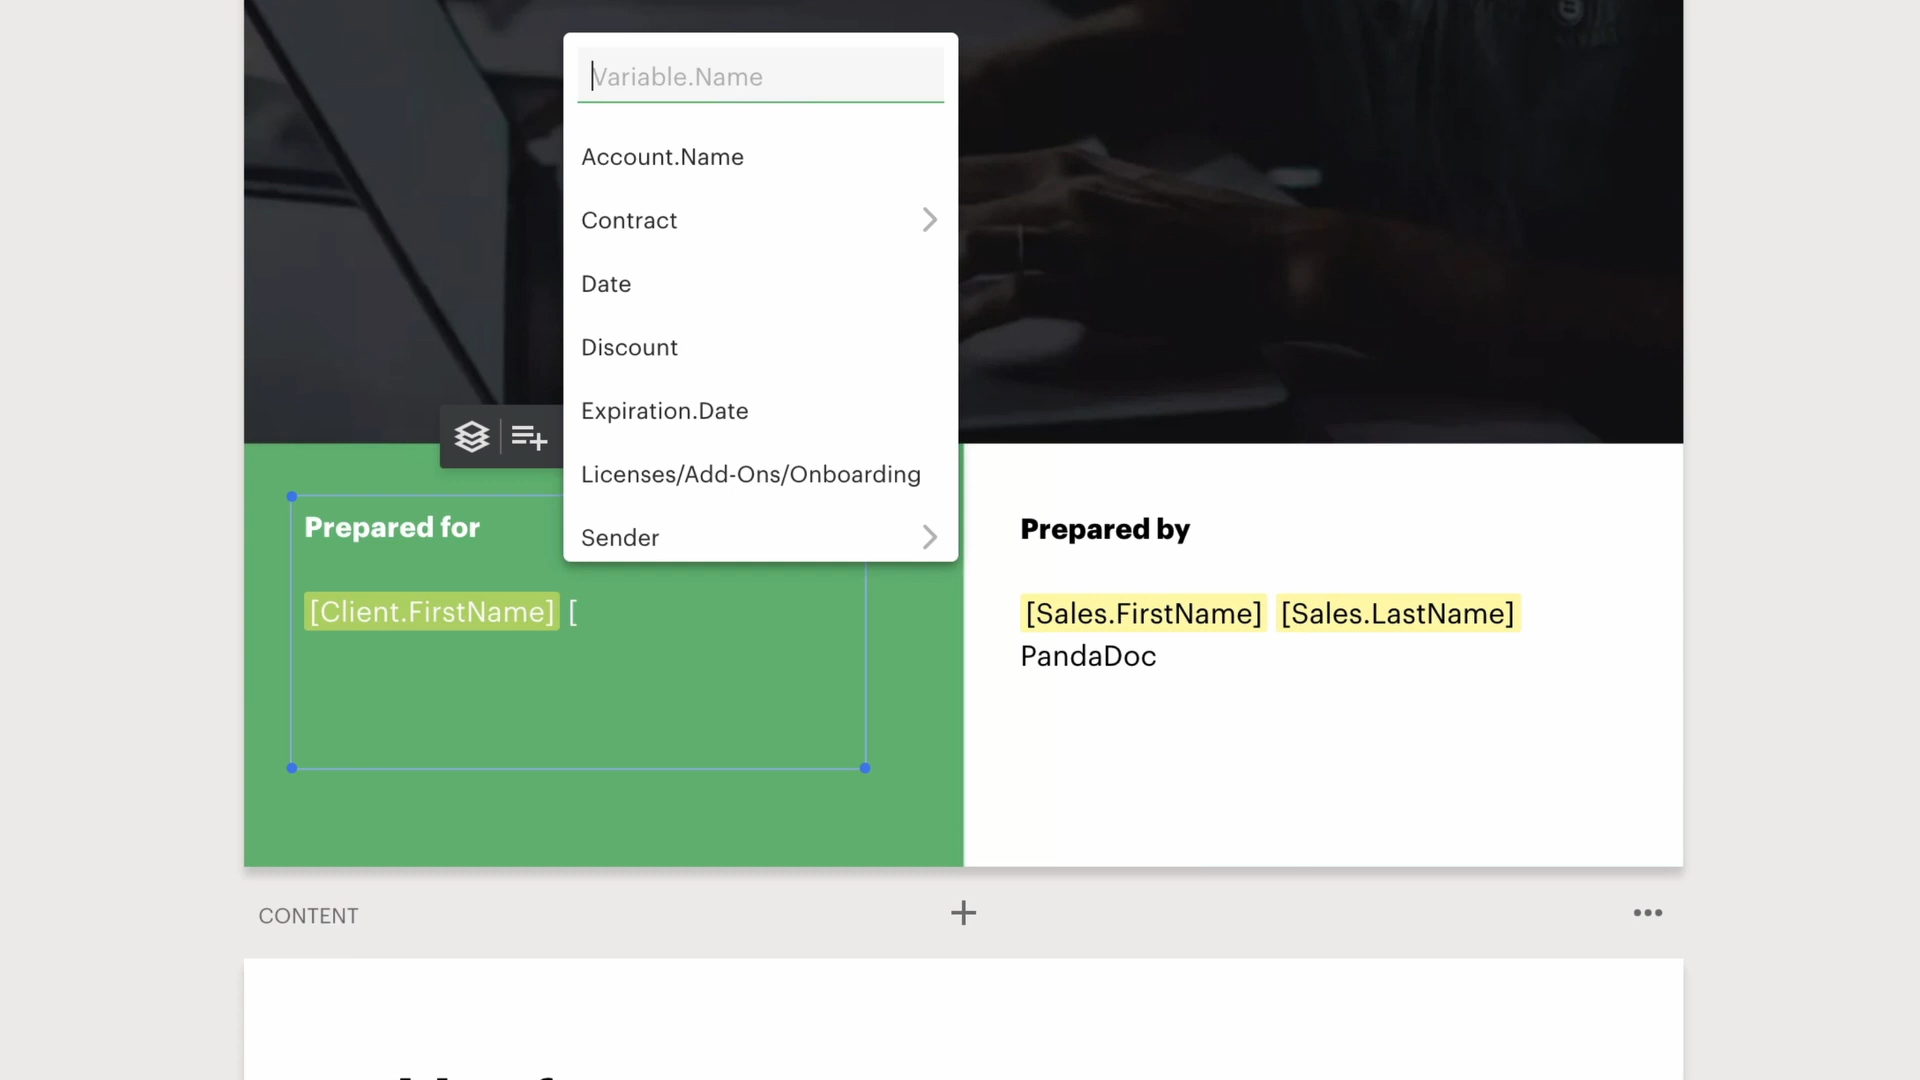 Variable.Name
Account.Name
Contract
Date
Discount
Expiration.Date
Licenses/Add-Ons/Onboarding
Sender
Prepared for
[Client.FirstName] [
Prepared by
[Sales.FirstName] [Sales.LastName]
PandaDoc
CONTENT